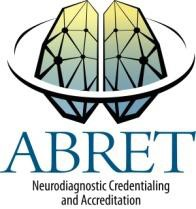 ABRET
Neurodiagnostic Credentialing
and Accreditation